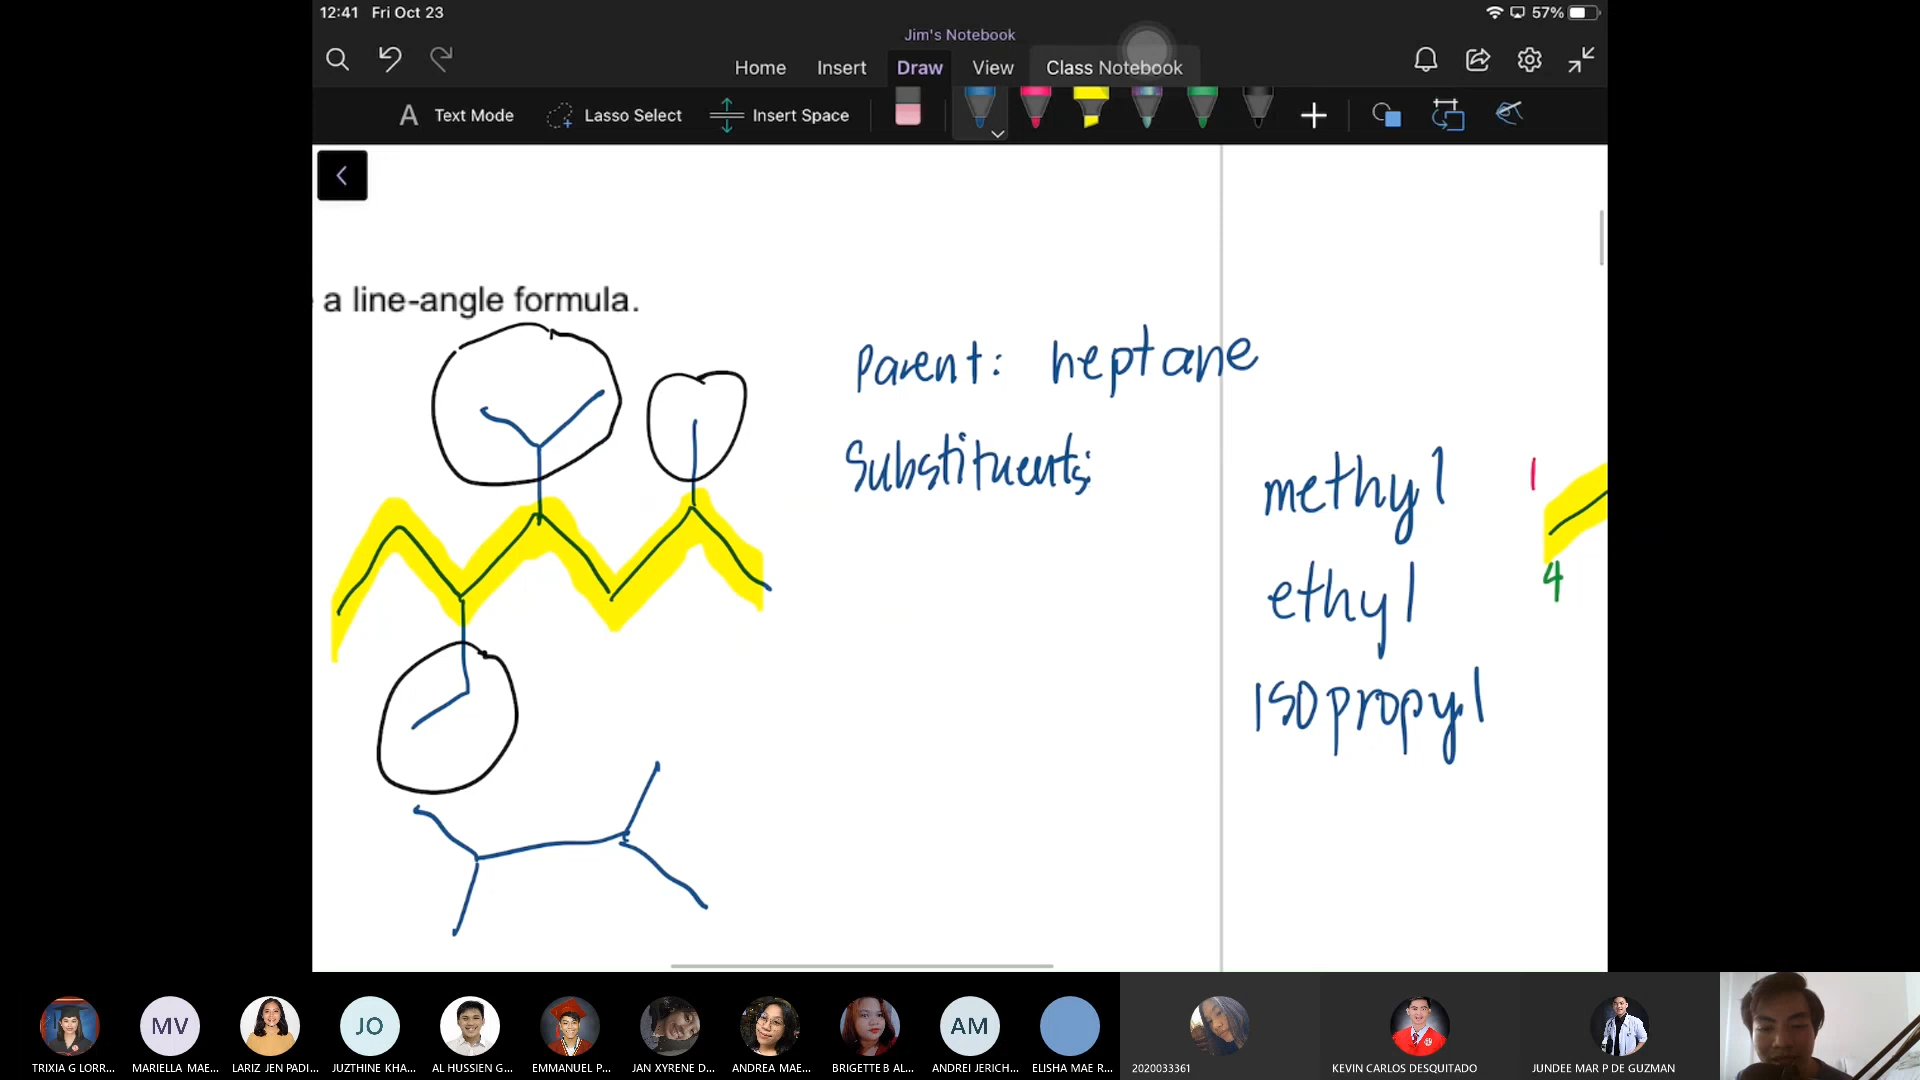 12:41 Fri Oct 23
57%
Jim's Notebook
Home Insert Draw View Class Notebook
Text Mode Lasso Select Insert Space
a line-angle formula.
Parent: heptane
Substituents:
methyl
ethyl
isopropyl
1
4
MV JO AM
TRIXIA G LORR... MARIELLA MAE... LARIZ JEN PADI... JUZTHINE KHA... AL HUSSIEN G... EMMANUEL P... JAN XYRENE D... ANDREA MAE... BRIGETTE B AL... ANDREI JERICH... ELISHA MAE R... 2020033361 KEVIN CARLOS DESQUITADO JUNDEE MAR P DE GUZMAN